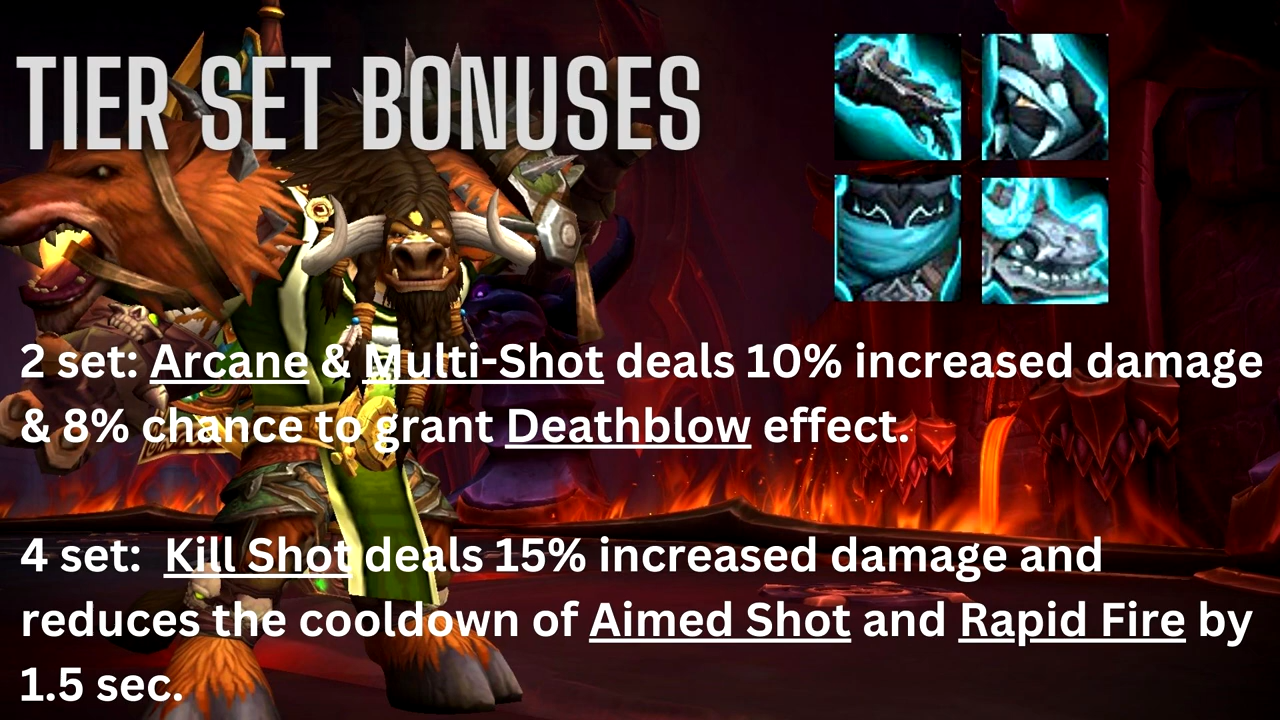 TIER SET BONUSES
2 set: Arcane & Multi-Shot deals 10% increased damage
& 8% chance to grant Deathblow effect.
4 set: Kill Shot deals 15% increased damage and
reduces the cooldown of Aimed Shot and Rapid Fire by
1.5 sec.